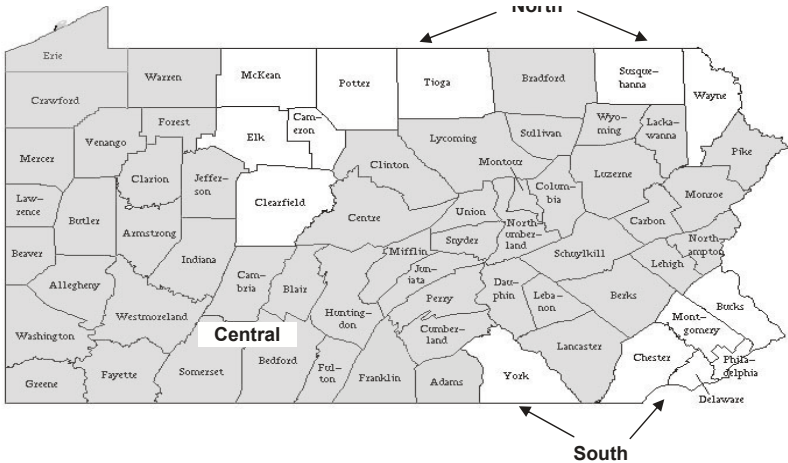 North
Erie
Warren
McKean
Potter
Tioga
Bradford
Susque-
hanna
Wayne
Crawford
Forest
Elk
Cam-
eron
Lycoming
Sullivan
Wyo-
ming
Lacka-
wanna
Pike
Mercer
Venango
Clarion
Jeffer-
son
Clearfield
Clinton
Montour
Colum-
bia
Luzerne
Monroe
Law-
rence
Butler
Armstrong
Centre
Union
North
umber-
land
Carbon
Beaver
Indiana
Snyder
Schuylkill
North
ampton
Allegheny
Cam-
bria
Blair
Mifflin
Jun-
iata
Dau-
phin
Leba-
non
Berks
Lehigh
Westmoreland
Hunting-
don
Perry
Bucks
Washington
Central
Cumber-
land
Lancaster
Mont-
gomery
Chester
Phila-
delphia
Greene
Fayette
Somerset
Bedford
Ful-
ton
Franklin
Adams
York
Delaware
South